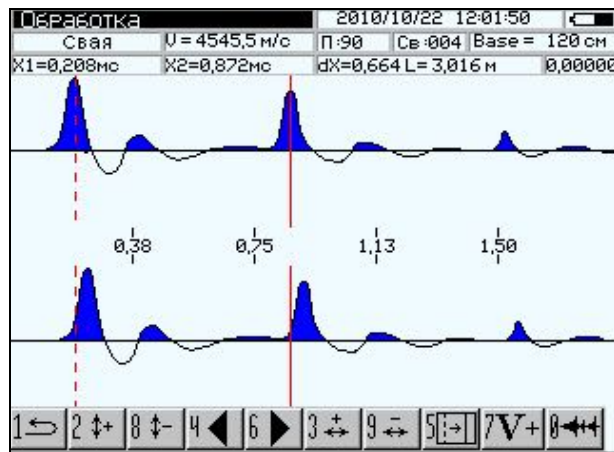 Обработка 2010/10/22 12:01:50
Свая V=4545,5 м/с П:90 Св:004 Base= 120 см
X1=0,208мс X2=0,872мс dX=0,664 L=3,016 м 0,00000
0,38 0,75 1,13 1,50
1 2 + 8 - 4 6 3 + 9 - 5 7 V+ 0